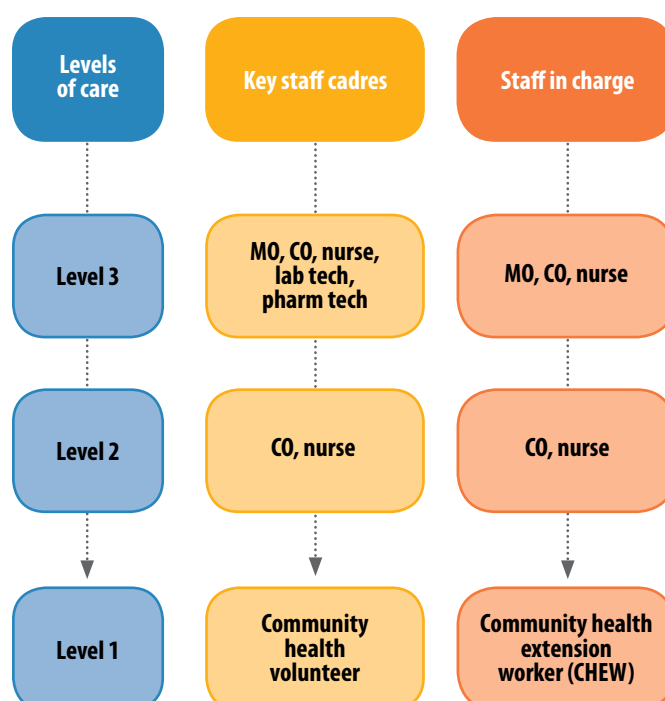 Levels
of care
Key staff cadres
Staff in charge
Level 3
MO, CO, nurse,
lab tech,
pharm tech
MO, CO, nurse
Level 2
CO, nurse
CO, nurse
Level 1
Community
health
volunteer
Community health
extension
worker (CHEW)